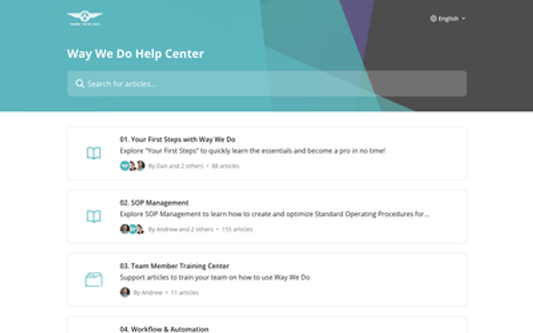 English
Way We Do Help Center
Search for articles...
01. Your First Steps with Way We Do
Explore "Your First Steps" to quickly learn the essentials and become a pro in no time!
By Dan and 2 others • 88 articles
02. SOP Management
Explore SOP Management to learn how to create and optimize Standard Operating Procedures for...
By Andrew and 2 others • 155 articles
03. Team Member Training Center
Support articles to train your team on how to use Way We Do
By Andrew • 11 articles
04. Workflow & Automation